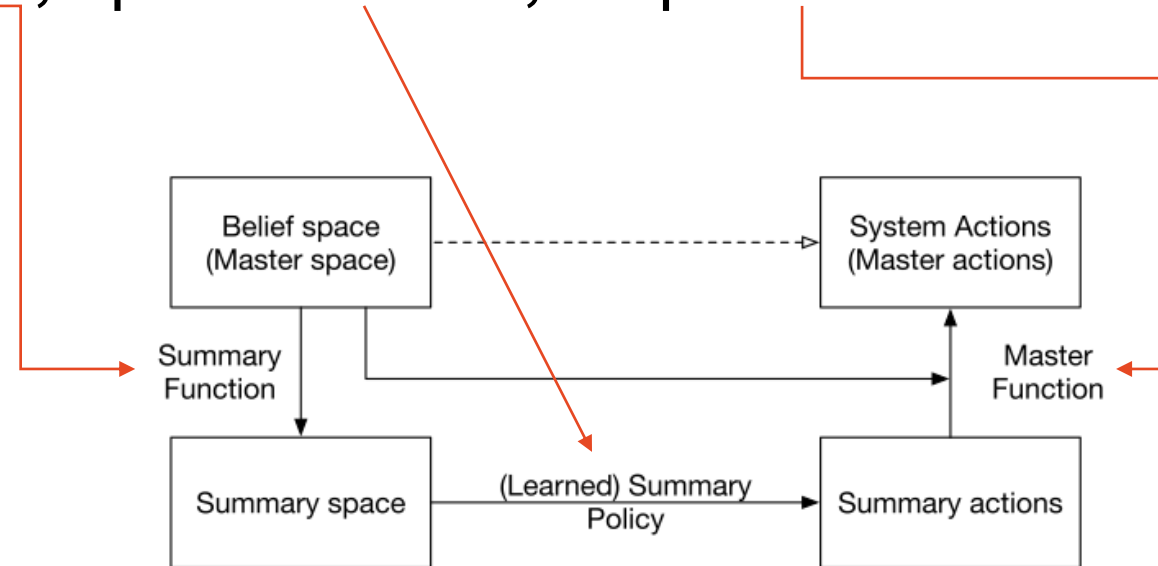 Belief space
(Master space)
System Actions
(Master actions)
Summary
Function
Master
Function
Summary space
(Learned) Summary
Policy
Summary actions